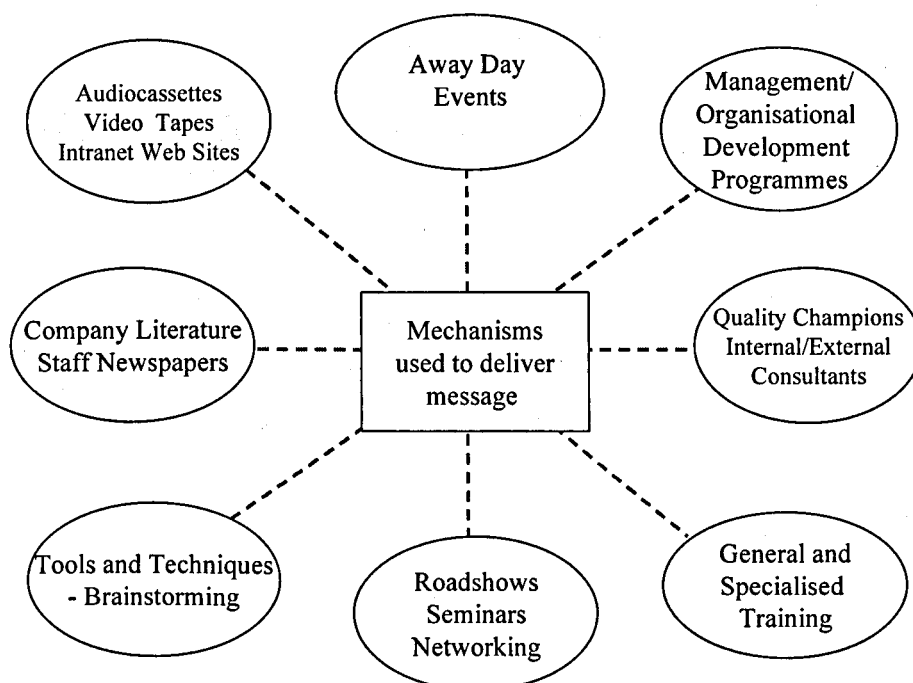 Audiocassettes
Video Tapes
Intranet Web Sites
Away Day
Events
Management/
Organisational
Development
Programmes
Company Literature
Staff Newspapers
Mechanisms
used to deliver
message
Quality Champions
Internal/External
Consultants
Tools and Techniques
- Brainstorming
Roadshows
Seminars
Networking
General and
Specialised
Training